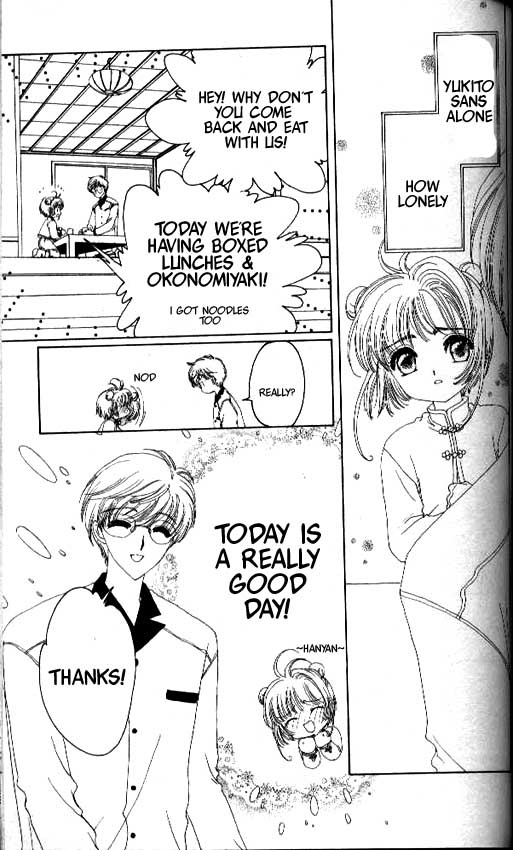 YUKITO
SANS
ALONE
HOW
LONELY
HEY! WHY DON'T
YOU COME
BACK AND EAT
WITH US!
TODAY WE'RE
HAVING BOXED
LUNCHES &
OKONOMIYAKI!
I GOT NOODLES
TOO
REALLY?
NOD
TODAY IS
A REALLY
GOOD
DAY!
~HANYAN~
THANKS!